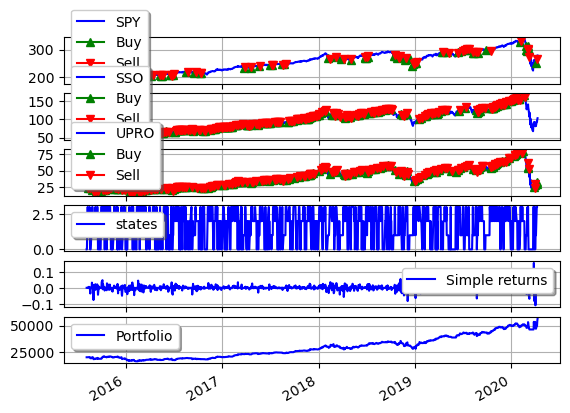 SPY
Buy
Sell
300
200
SSO
Buy
Sell
150
100
50
UPRO
Buy
Sell
75
50
25
states
2.5
0.0
Simple returns
0.1
0.0
−0.1
Portfolio
50000
25000
2016 2017 2018 2019 2020